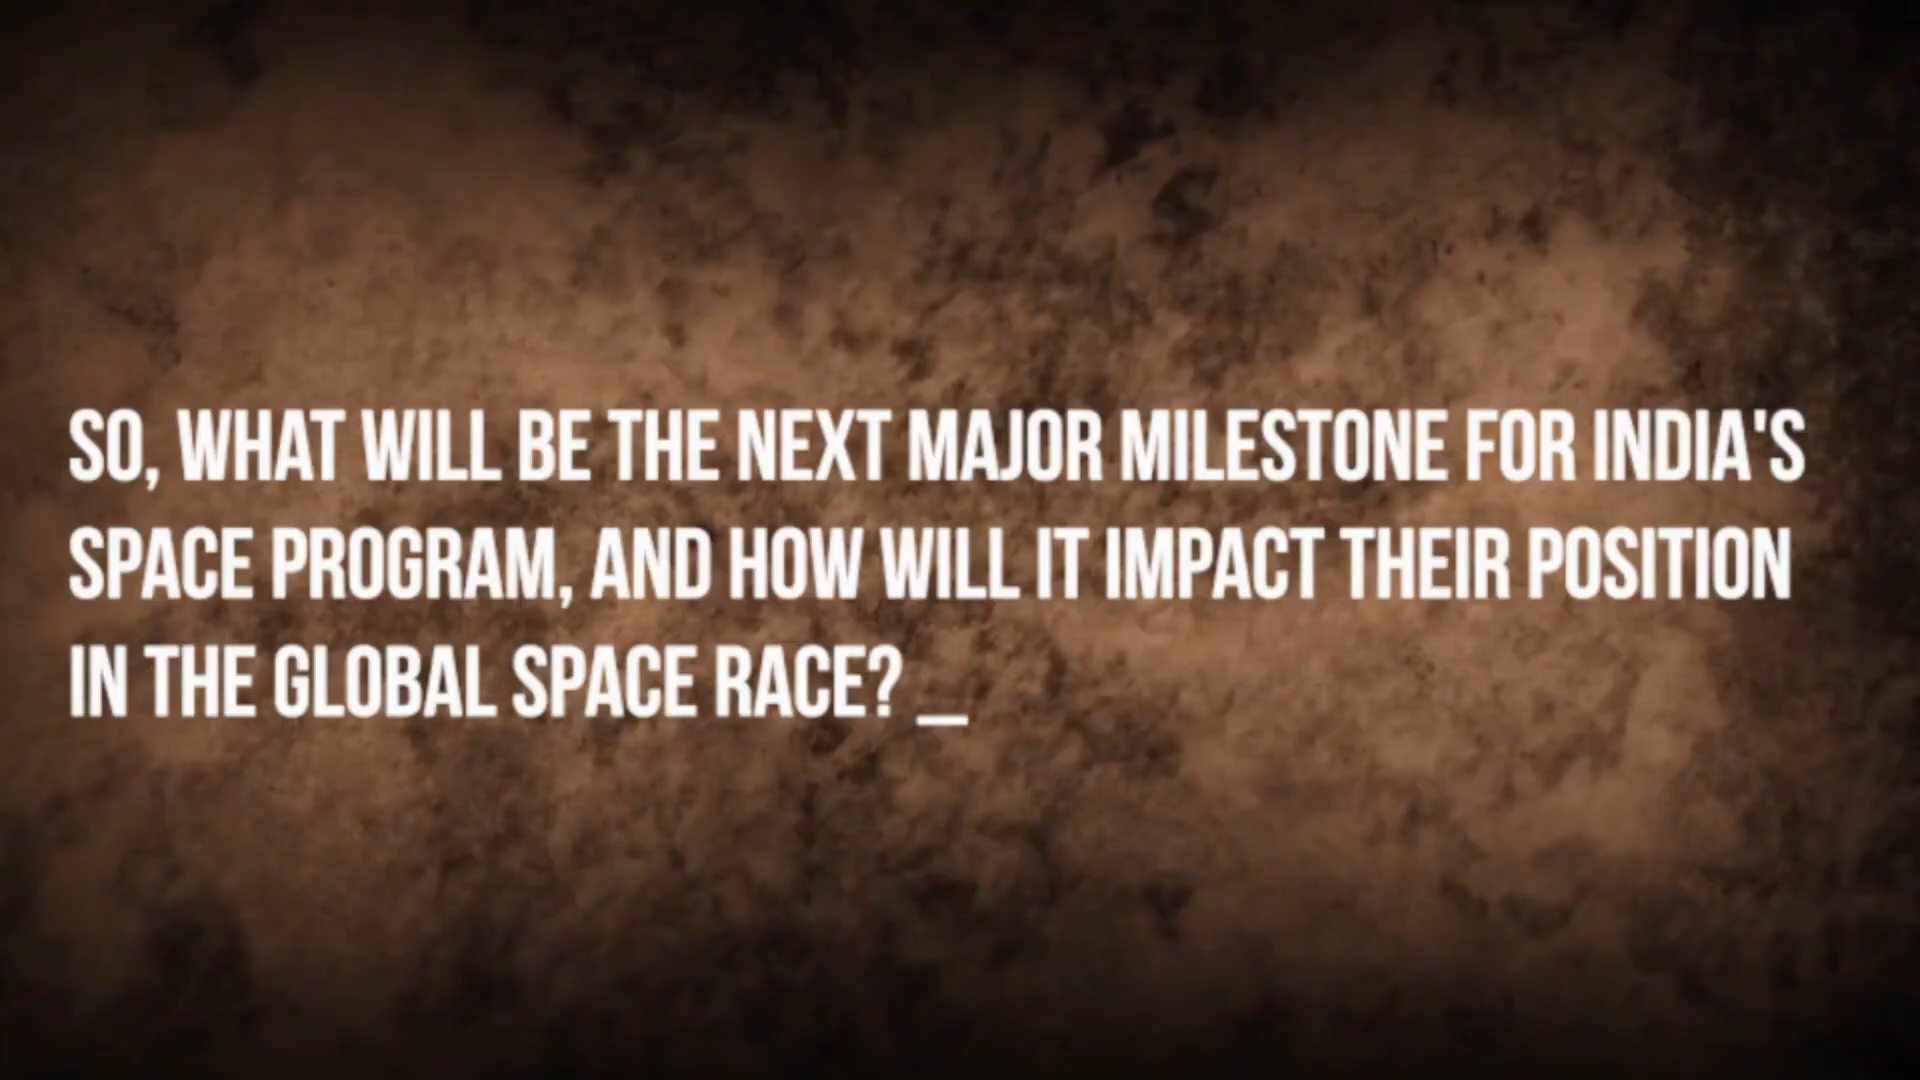 SO, WHAT WILL BE THE NEXT MAJOR MILESTONE FOR INDIA'S
SPACE PROGRAM, AND HOW WILL IT IMPACT THEIR POSITION
IN THE GLOBAL SPACE RACE? _